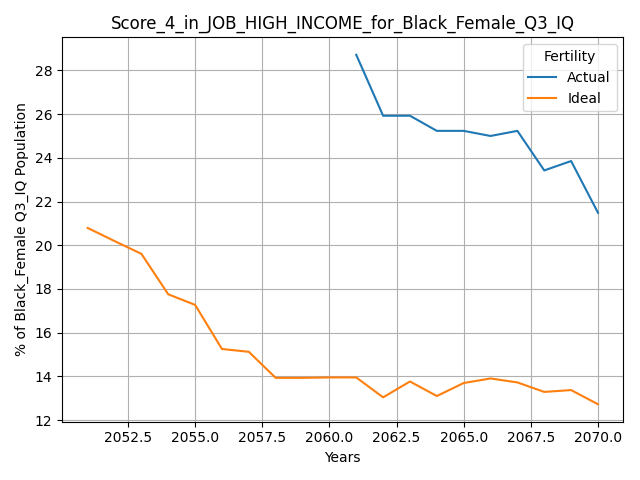 Score_4_in_JOB_HIGH_INCOME_for_Black_Female_Q3_IQ
Fertility
Actual
Ideal
% of Black_Female Q3_IQ Population
28
26
24
22
20
18
16
14
12
2052.5 2055.0 2057.5 2060.0 2062.5 2065.0 2067.5 2070.0
Years